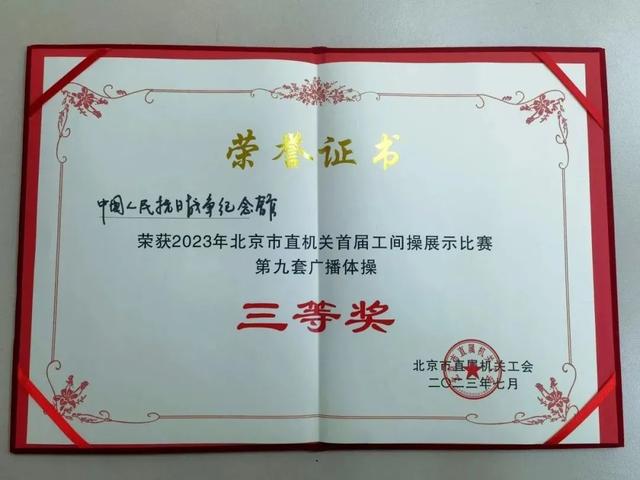 荣誉证书
中国人民抗日战争纪念馆
荣获2023年北京市直机关首届工间操展示比赛
第九套广播体操
三等奖
北京市直属机关工会
二〇二三年七月